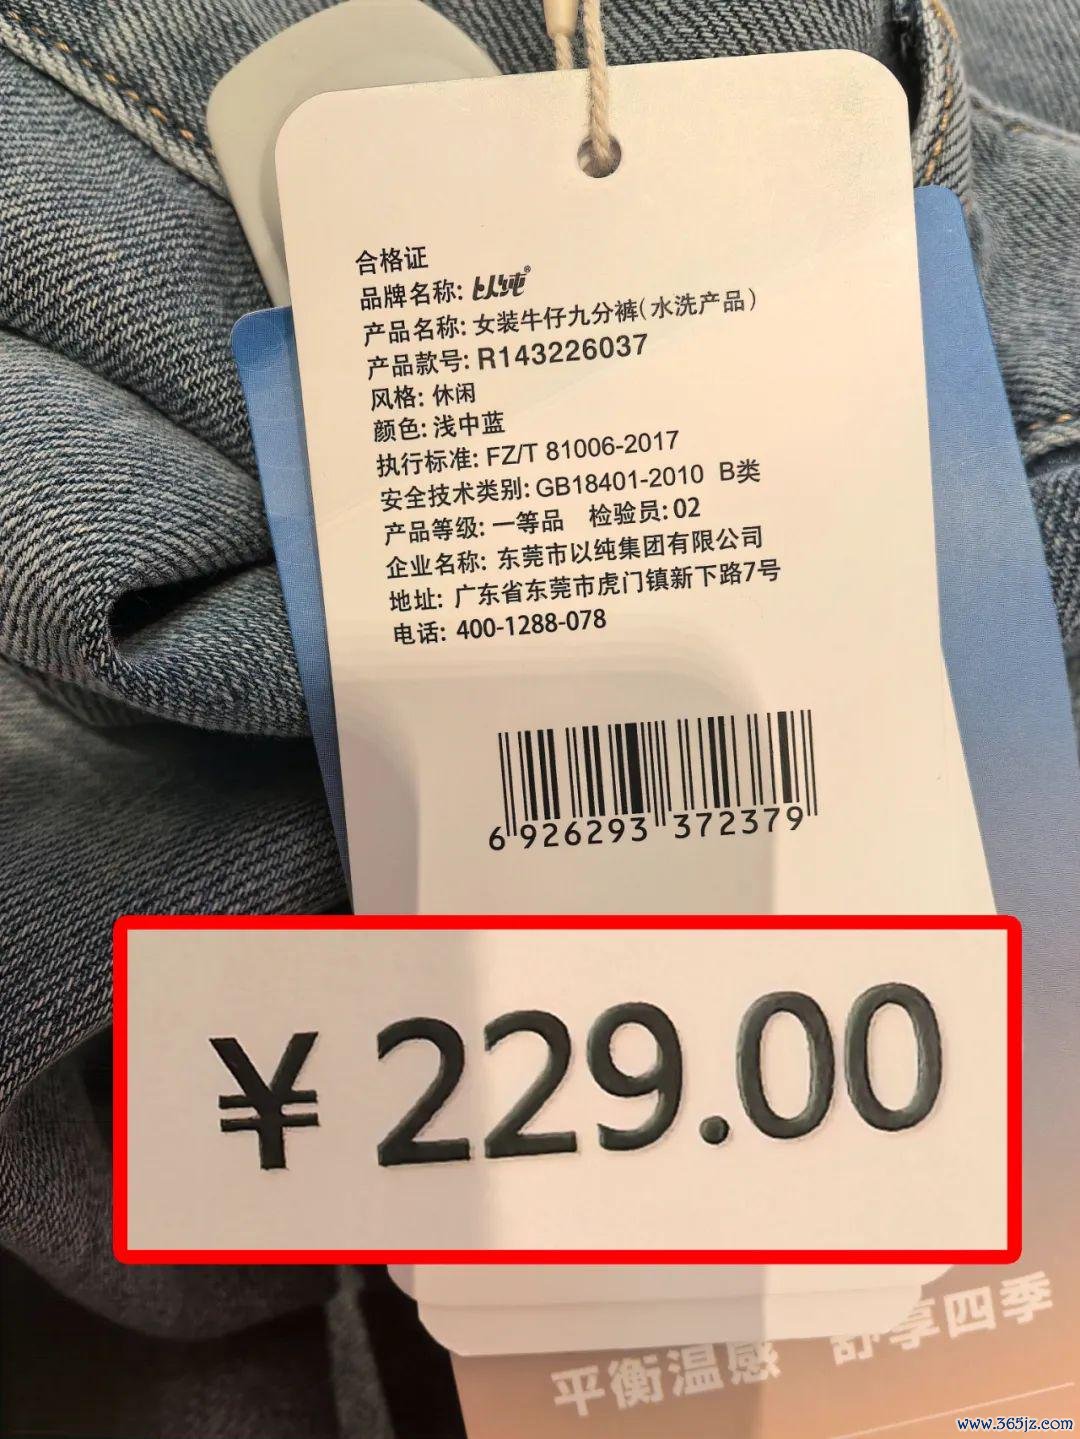 合格证
品牌名称: 以纯®
产品名称: 女装牛仔九分裤(水洗产品)
产品款号: R143226037
风格: 休闲
颜色: 浅中蓝
执行标准: FZ/T 81006-2017
安全技术类别: GB18401-2010 B类
产品等级: 一等品 检验员: 02
企业名称: 东莞市以纯集团有限公司
地址: 广东省东莞市虎门镇新下路7号
电话: 400-1288-078
6 926293 372379
¥ 229.00
平衡温感 舒享四季
www.365jz.com